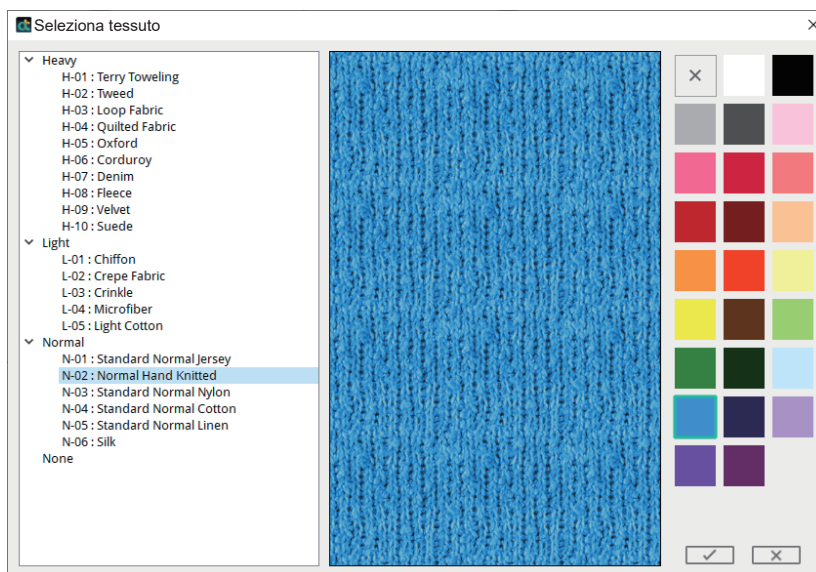 Seleziona tessuto
Heavy
H-01 : Terry Toweling
H-02 : Tweed
H-03 : Loop Fabric
H-04 : Quilted Fabric
H-05 : Oxford
H-06 : Corduroy
H-07 : Denim
H-08 : Fleece
H-09 : Velvet
H-10 : Suede
Light
L-01 : Chiffon
L-02 : Crepe Fabric
L-03 : Crinkle
L-04 : Microfiber
L-05 : Light Cotton
Normal
N-01 : Standard Normal Jersey
N-02 : Normal Hand Knitted
N-03 : Standard Normal Nylon
N-04 : Standard Normal Cotton
N-05 : Standard Normal Linen
N-06 : Silk
None